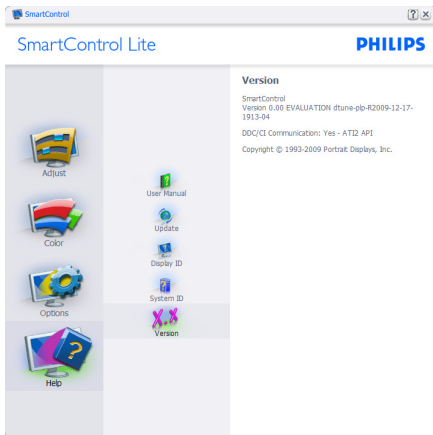 SmartControl
? ×
SmartControl Lite
PHILIPS
Adjust
Color
Options
Help
User Manual
Update
Display ID
System ID
X.X
Version
Version
SmartControl
Version 0.00 EVALUATION dtune-plp-R2009-12-17-
1913-04
DDC/CI Communication: Yes - ATI2 API
Copyright © 1993-2009 Portrait Displays, Inc.